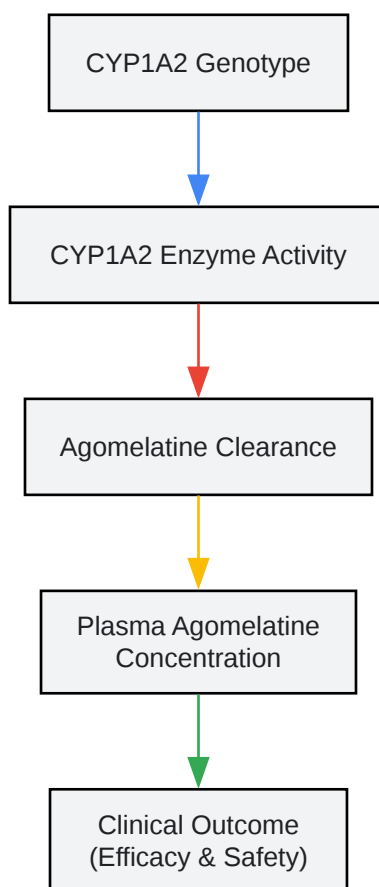 CYP1A2 Genotype
CYP1A2 Enzyme Activity
Agomelatine Clearance
Plasma Agomelatine
Concentration
Clinical Outcome
(Efficacy & Safety)